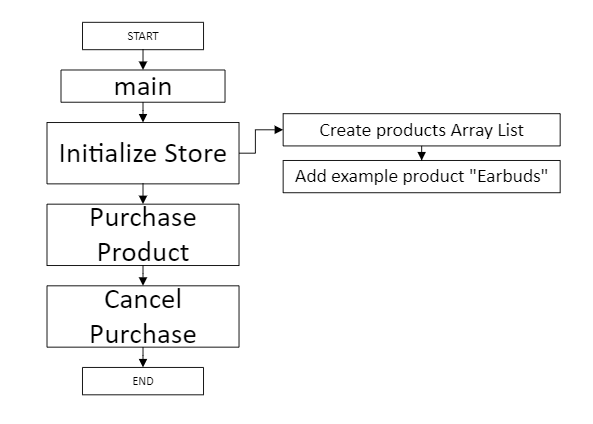 START
main
Initialize Store
Create products Array List
Add example product "Earbuds"
Purchase
Product
Cancel
Purchase
END